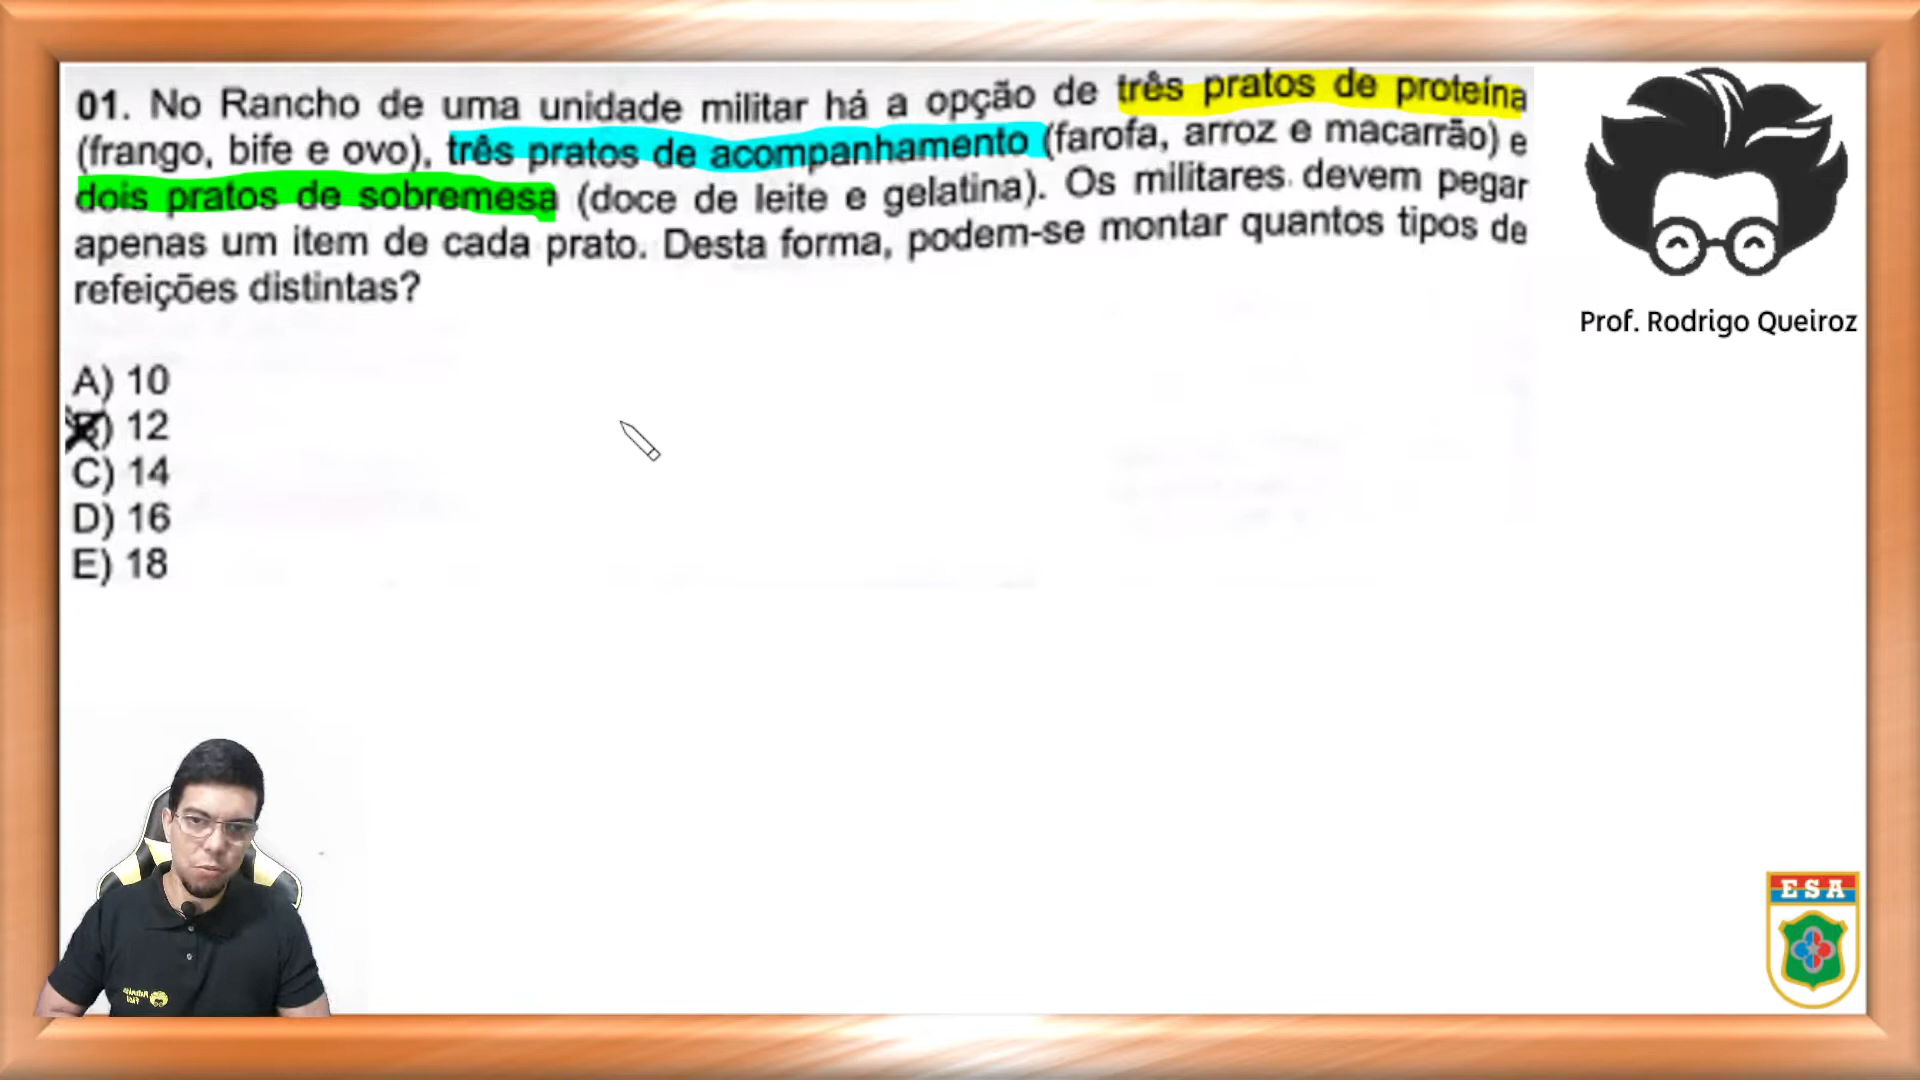 01. No Rancho de uma unidade militar há a opção de três pratos de proteína
(frango, bife e ovo), três pratos de acompanhamento (farofa, arroz e macarrão) e
dois pratos de sobremesa (doce de leite e gelatina). Os militares devem pegar
apenas um item de cada prato. Desta forma, podem-se montar quantos tipos de
refeições distintas?
A) 10
) 12
C) 14
D) 16
E) 18
Prof. Rodrigo Queiroz
ESA